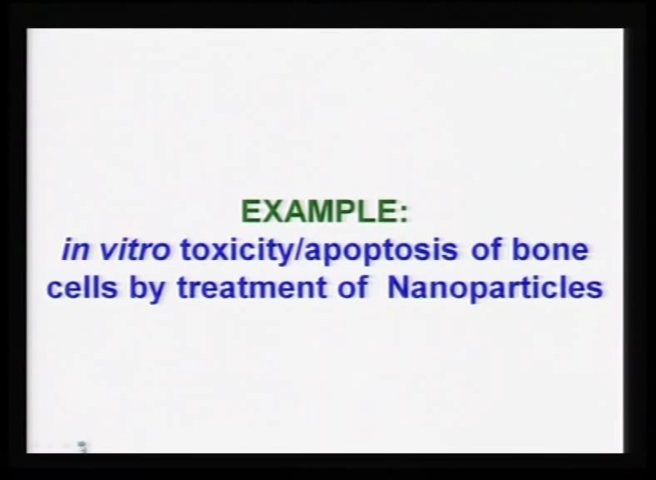 EXAMPLE:
in vitro toxicity/apoptosis of bone
cells by treatment of Nanoparticles